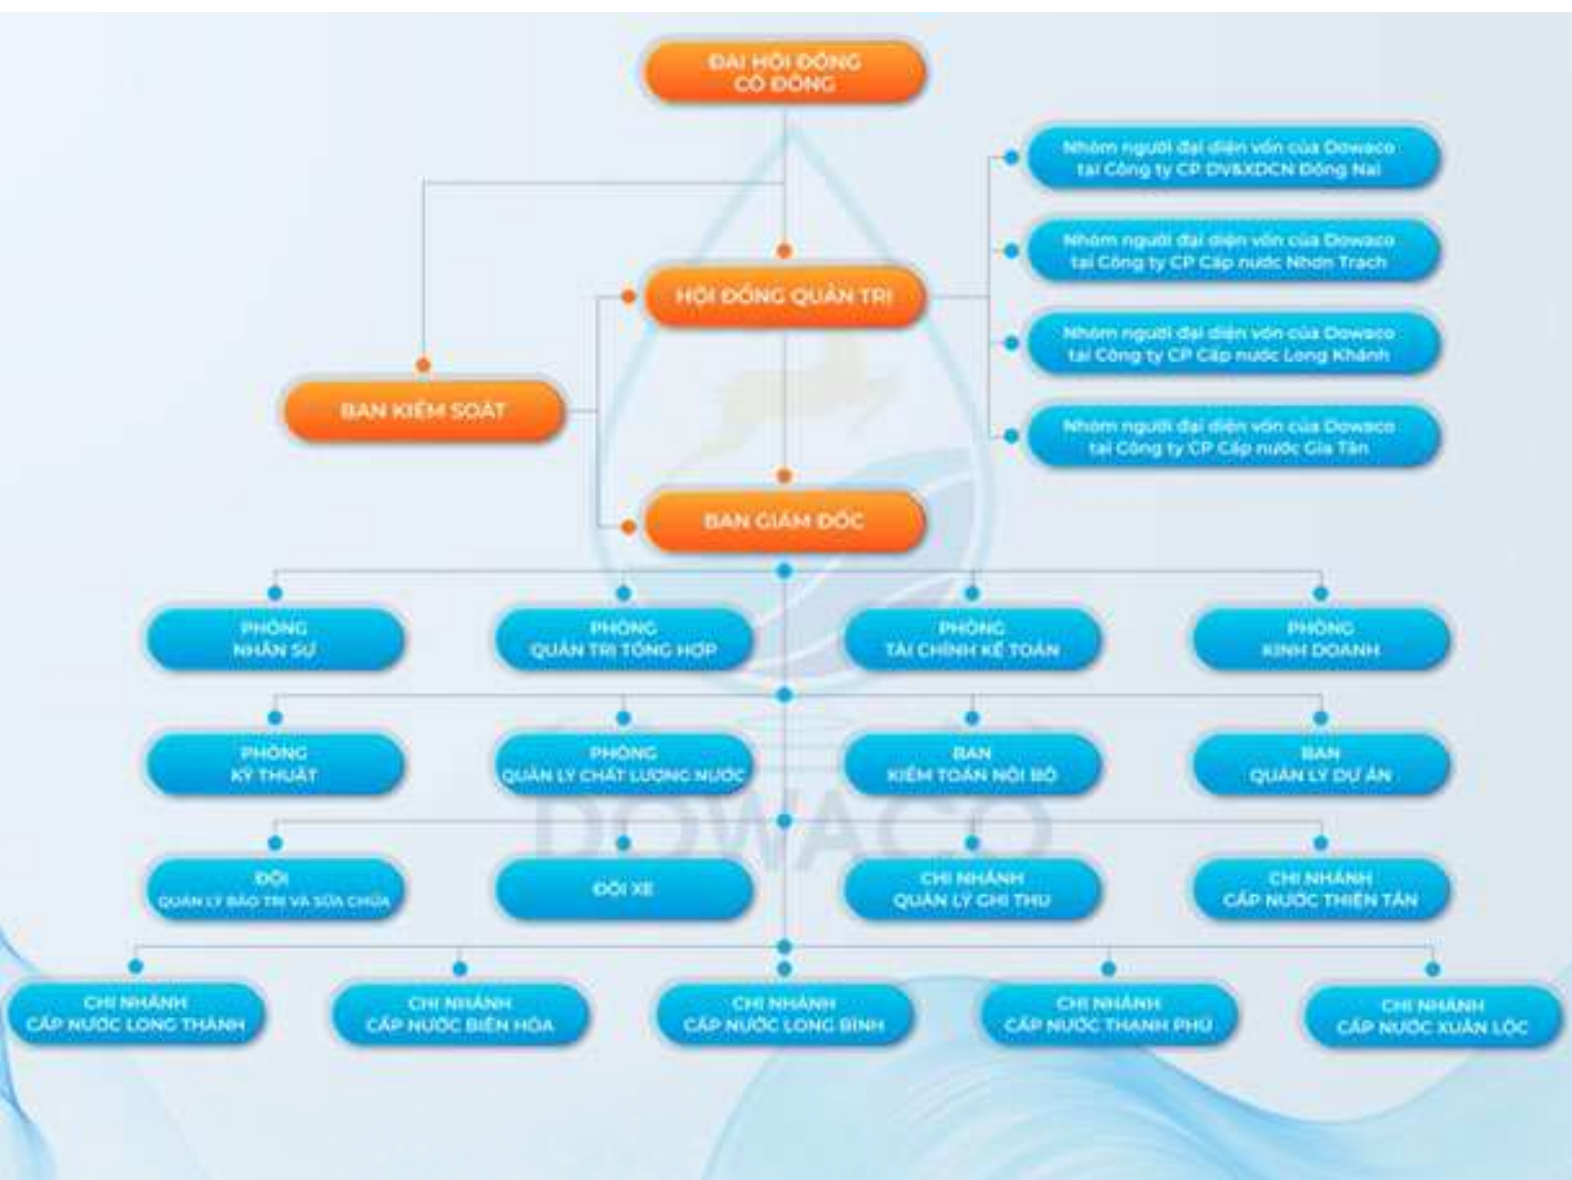 ĐẠI HỘI ĐỒNG
CỔ ĐÔNG
Nhóm người đại diện vốn của Dowaco
tại Công ty CP DV&XDCN Đồng Nai
Nhóm người đại diện vốn của Dowaco
tại Công ty CP Cấp nước Nhơn Trạch
HỘI ĐỒNG QUẢN TRỊ
Nhóm người đại diện vốn của Dowaco
tại Công ty CP Cấp nước Long Khánh
BAN KIỂM SOÁT
Nhóm người đại diện vốn của Dowaco
tại Công ty CP Cấp nước Gia Tân
BAN GIÁM ĐỐC
PHÒNG
NHÂN SỰ
PHÒNG
QUẢN TRỊ TỔNG HỢP
PHÒNG
TÀI CHÍNH KẾ TOÁN
PHÒNG
KINH DOANH
PHÒNG
KỸ THUẬT
PHÒNG
QUẢN LÝ CHẤT LƯỢNG NƯỚC
BAN
KIỂM TOÁN NỘI BỘ
BAN
QUẢN LÝ DỰ ÁN
DOWACO
ĐỘI
QUẢN LÝ BẢO TRÌ VÀ SỮA CHỮA
ĐỘI XE
CHI NHÁNH
QUẢN LÝ GHI THU
CHI NHÁNH
CẤP NƯỚC THIỆN TÂN
CHI NHÁNH
CẤP NƯỚC LONG THÀNH
CHI NHÁNH
CẤP NƯỚC BIÊN HÒA
CHI NHÁNH
CẤP NƯỚC LONG BÌNH
CHI NHÁNH
CẤP NƯỚC THẠNH PHÚ
CHI NHÁNH
CẤP NƯỚC XUÂN LỘC